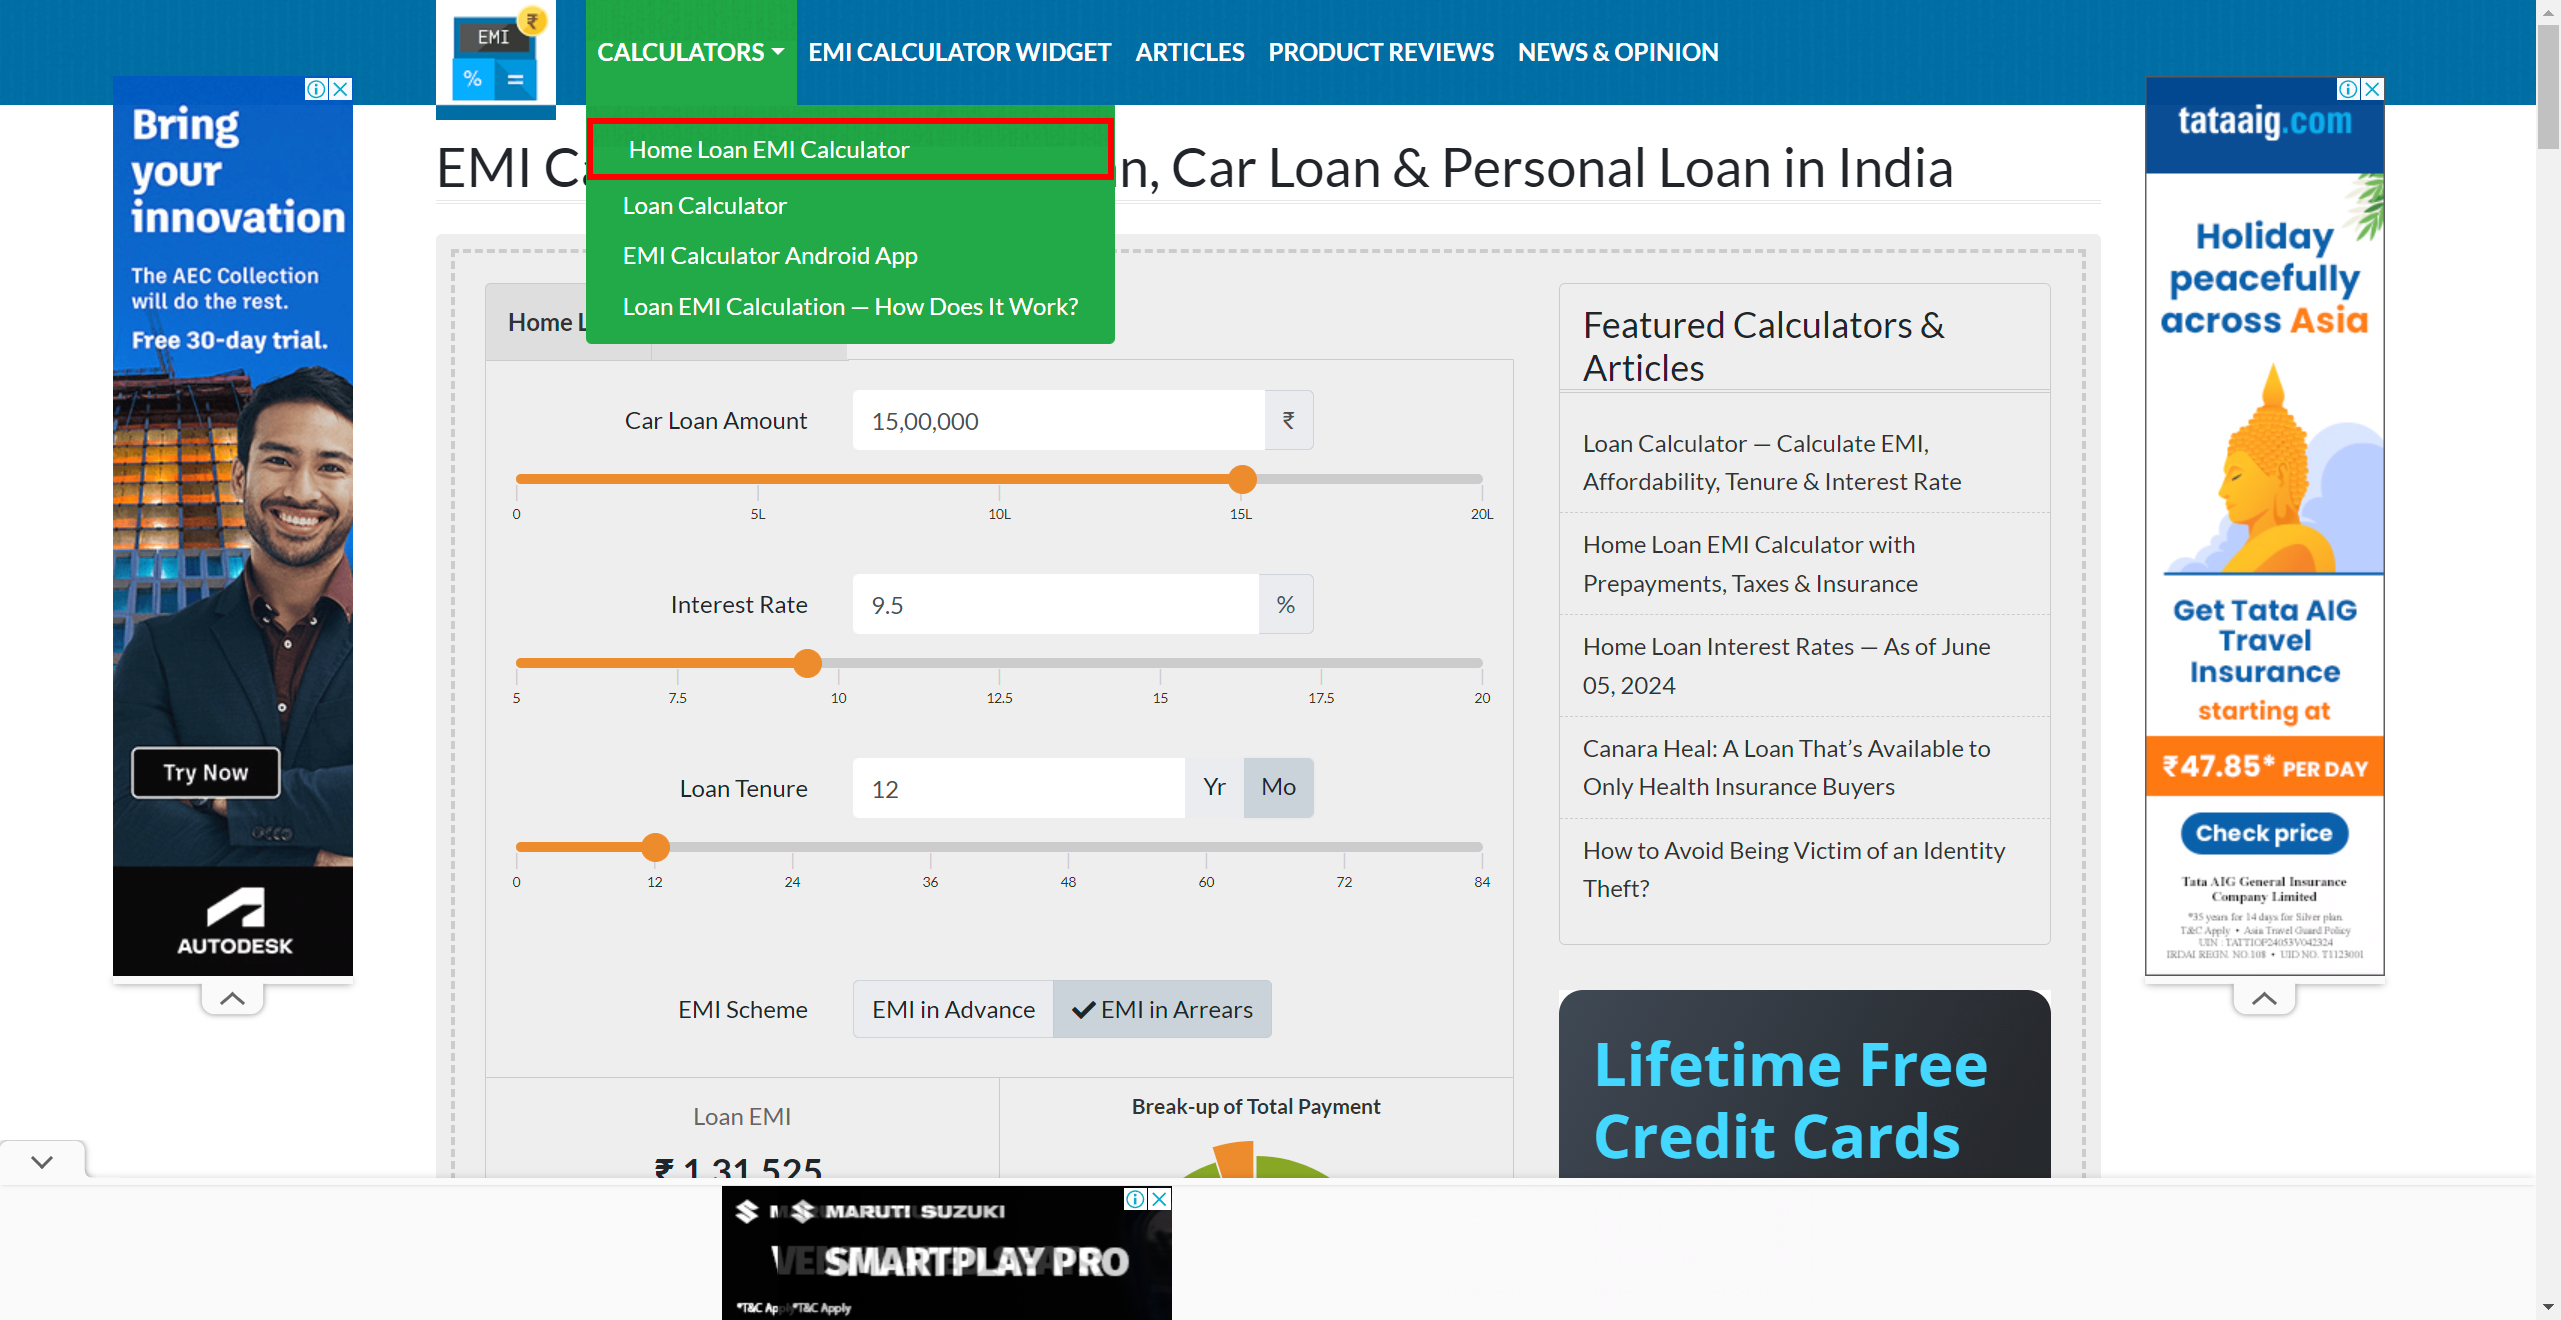 EMI
₹
%
=
CALCULATORS
EMI CALCULATOR WIDGET
ARTICLES
PRODUCT REVIEWS
NEWS & OPINION
Home Loan EMI Calculator
Loan Calculator
EMI Calculator Android App
Loan EMI Calculation — How Does It Work?
EMI
n, Car Loan & Personal Loan in India
Bring
your
innovation
The AEC Collection
will do the rest.
Free 30-day trial.
Try Now
AUTODESK
Home L
Car Loan Amount
15,00,000
₹
0
5L
10L
15L
20L
Interest Rate
9.5
%
5
7.5
10
12.5
15
17.5
20
Loan Tenure
12
Yr
Mo
0
12
24
36
48
60
72
84
EMI Scheme
EMI in Advance
EMI in Arrears
Loan EMI
₹ 1,31,525
Break-up of Total Payment
Featured Calculators &
Articles
Loan Calculator — Calculate EMI,
Affordability, Tenure & Interest Rate
Home Loan EMI Calculator with
Prepayments, Taxes & Insurance
Home Loan Interest Rates — As of June
05, 2024
Canara Heal: A Loan That’s Available to
Only Health Insurance Buyers
How to Avoid Being Victim of an Identity
Theft?
Lifetime Free
Credit Cards
tataaig.com
Holiday
peacefully
across Asia
Get Tata AIG
Travel
Insurance
starting at
₹47.85* PER DAY
Check price
Tata AIG General Insurance
Company Limited
*35 years for 14 days for Silver plan
T&C Apply • Asia Travel Guard Policy
UIN : TATTIOP24053V042324
IRDAI REGN. NO.108 • UID NO. T1123001
MARUTI SUZUKI
SMARTPLAY PRO
*T&C Apply